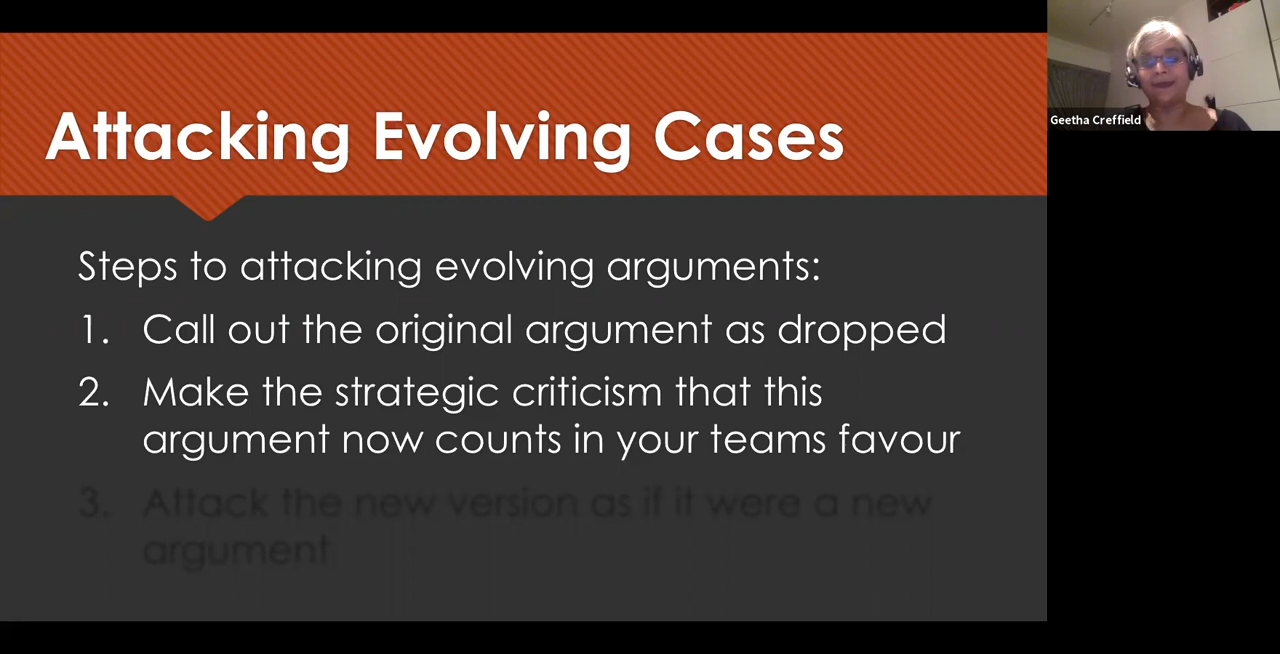 Attacking Evolving Cases
Geetha Creffield
Steps to attacking evolving arguments:
1. Call out the original argument as dropped
2. Make the strategic criticism that this
argument now counts in your teams favour
3. Attack the new version as if it were a new
argument